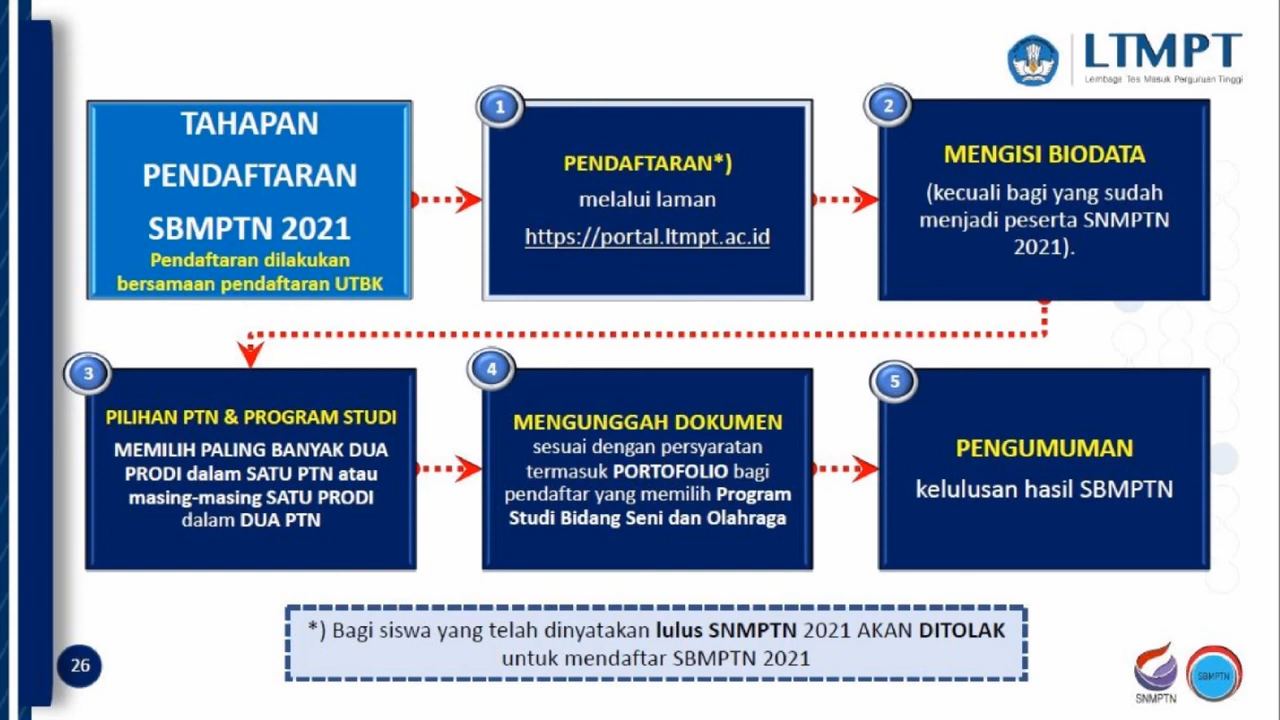 LTMPT
Lembaga Tes Masuk Perguruan Tinggi
TAHAPAN
PENDAFTARAN
SBMPTN 2021
Pendaftaran dilakukan
bersamaan pendaftaran UTBK
1
PENDAFTARAN*)
melalui laman
https://portal.ltmpt.ac.id
2
MENGISI BIODATA
(kecuali bagi yang sudah
menjadi peserta SNMPTN
2021).
3
PILIHAN PTN & PROGRAM STUDI
MEMILIH PALING BANYAK DUA
PRODI dalam SATU PTN atau
masing-masing SATU PRODI
dalam DUA PTN
4
MENGUNGGAH DOKUMEN
sesuai dengan persyaratan
termasuk PORTOFOLIO bagi
pendaftar yang memilih Program
Studi Bidang Seni dan Olahraga
5
PENGUMUMAN
kelulusan hasil SBMPTN
*) Bagi siswa yang telah dinyatakan lulus SNMPTN 2021 AKAN DITOLAK
untuk mendaftar SBMPTN 2021
26
SNMPTN
SBMPTN